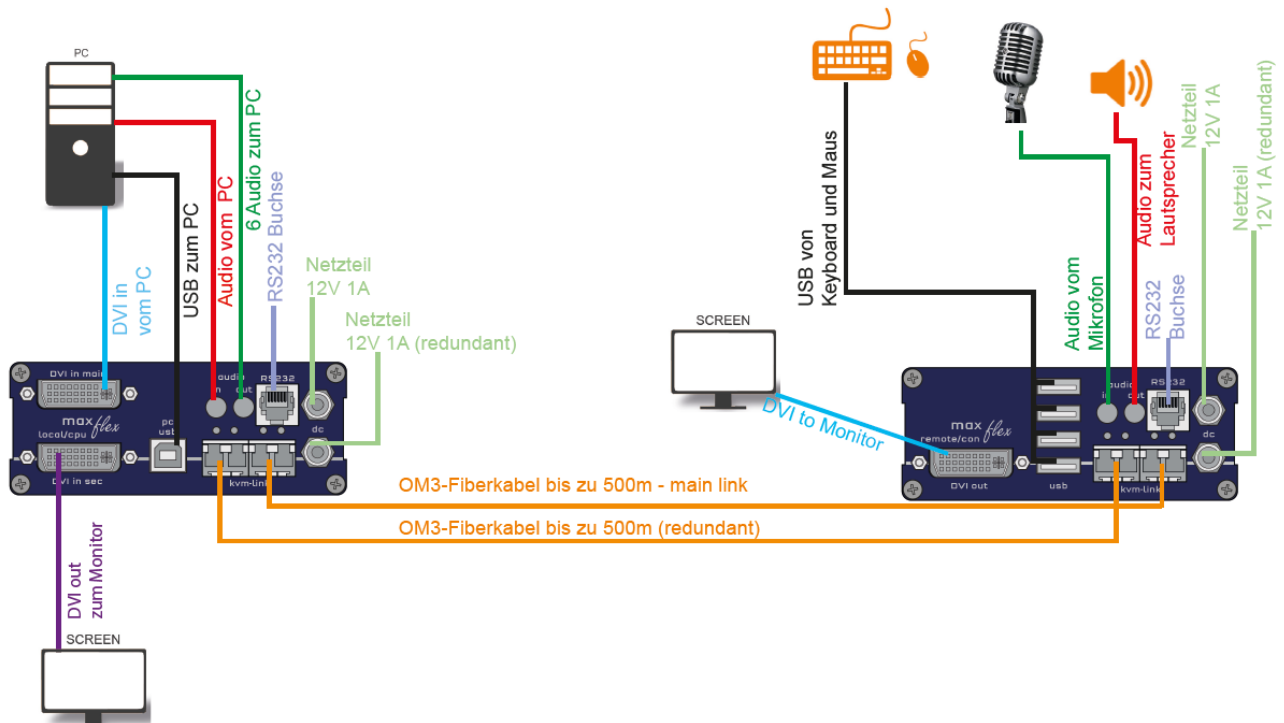 PC
6 Audio zum PC
Audio vom PC
USB zum PC
DVI in
vom PC
RS232 Buchse
Netzteil
12V 1A
Netzteil
12V 1A (redundant)
DVI in main
audio
in
out
RS232
max flex
local/cpu
pc
usb
dc
DVI in sec
kvm-link
DVI out
zum Monitor
SCREEN
OM3-Fiberkabel bis zu 500m - main link
OM3-Fiberkabel bis zu 500m (redundant)
SCREEN
DVI to Monitor
USB von
Keyboard und Maus
Audio vom
Mikrofon
Audio zum
Lautsprecher
RS232
Buchse
Netzteil
12V 1A
Netzteil
12V 1A (redundant)
audio
in
out
RS232
max flex
remote/con
dc
DVI out
usb
kvm-link